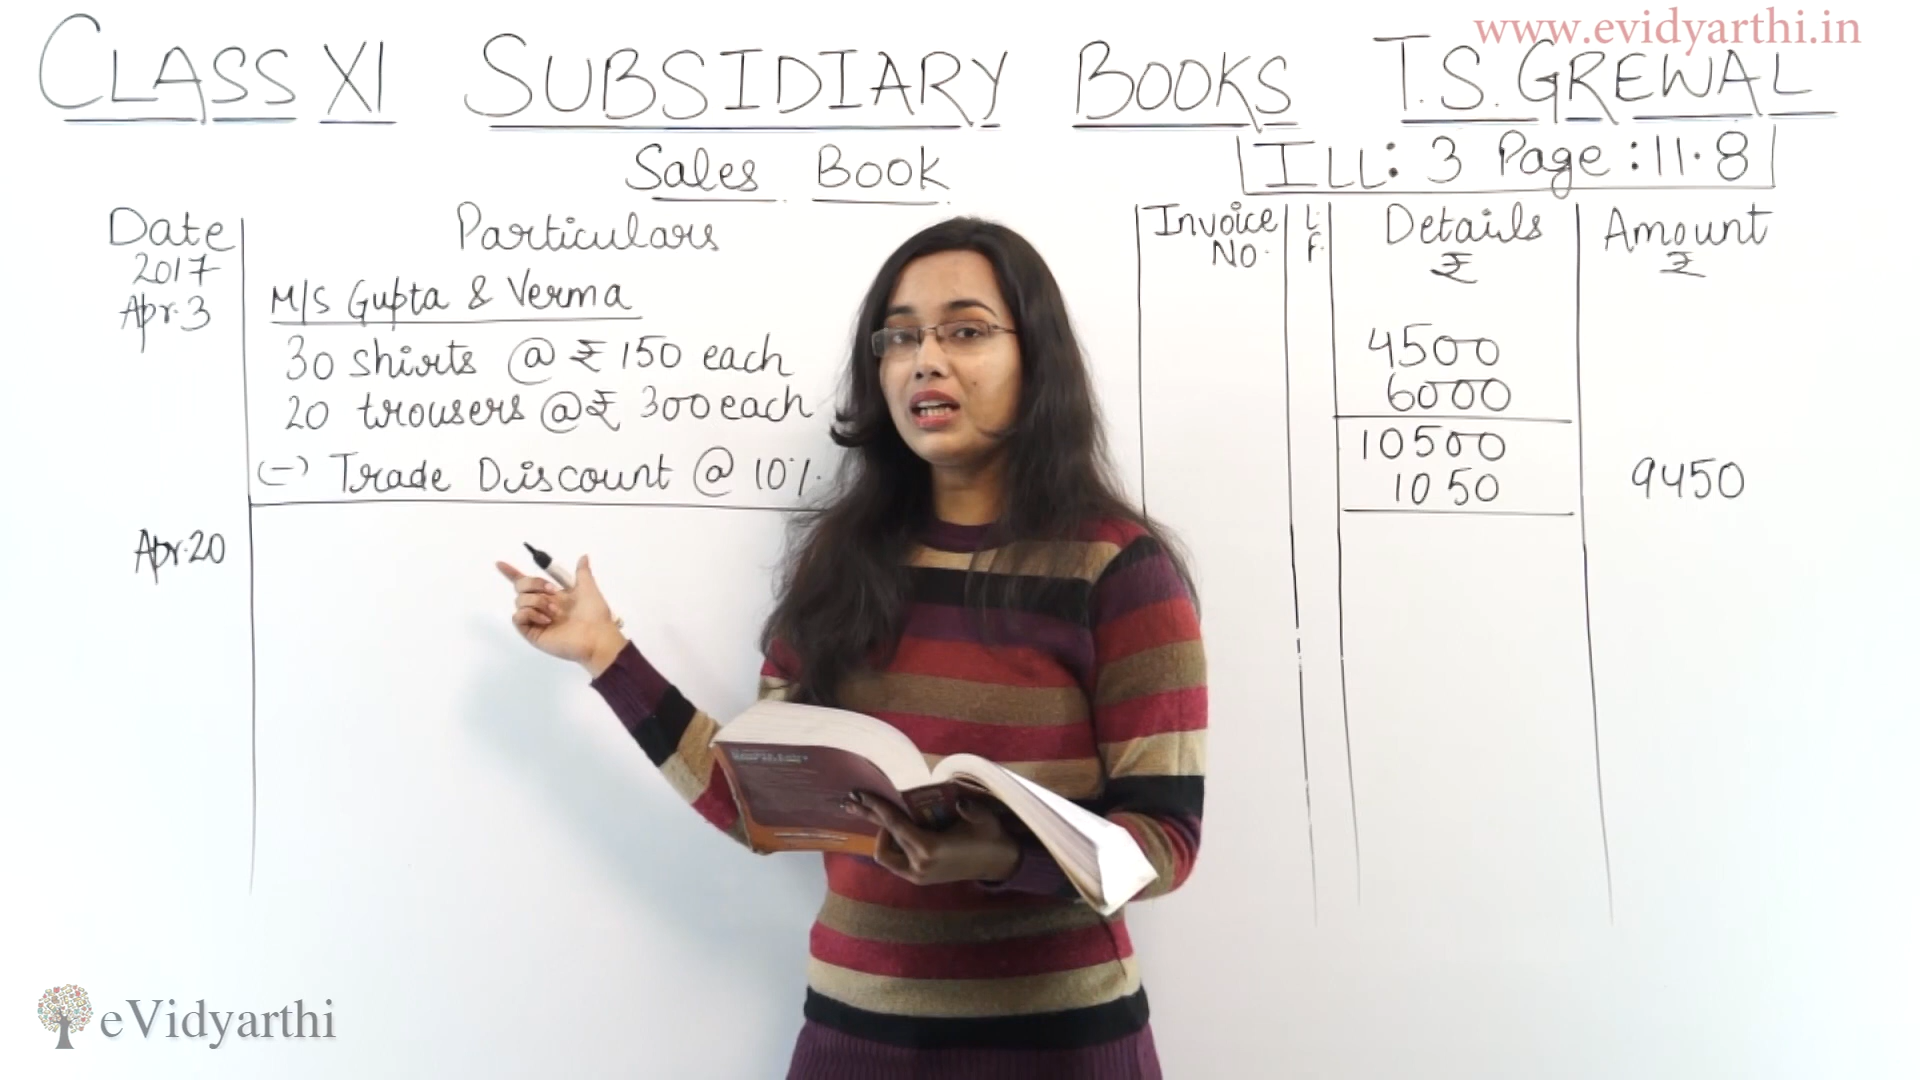 www.evidyarthi.in
CLASS XI SUBSIDIARY BOOKS T.S. GREWAL
Sales Book
ILL: 3 Page: 11.8
Date Particulars Invoice No. L.F. Details ₹ Amount ₹
2017
Apr. 3 M/S Gupta & Verma
30 shirts @ ₹ 150 each 4500
20 trousers @ ₹ 300 each 6000
10500
(-) Trade Discount @ 10% 1050 9450
Apr. 20
eVidyarthi